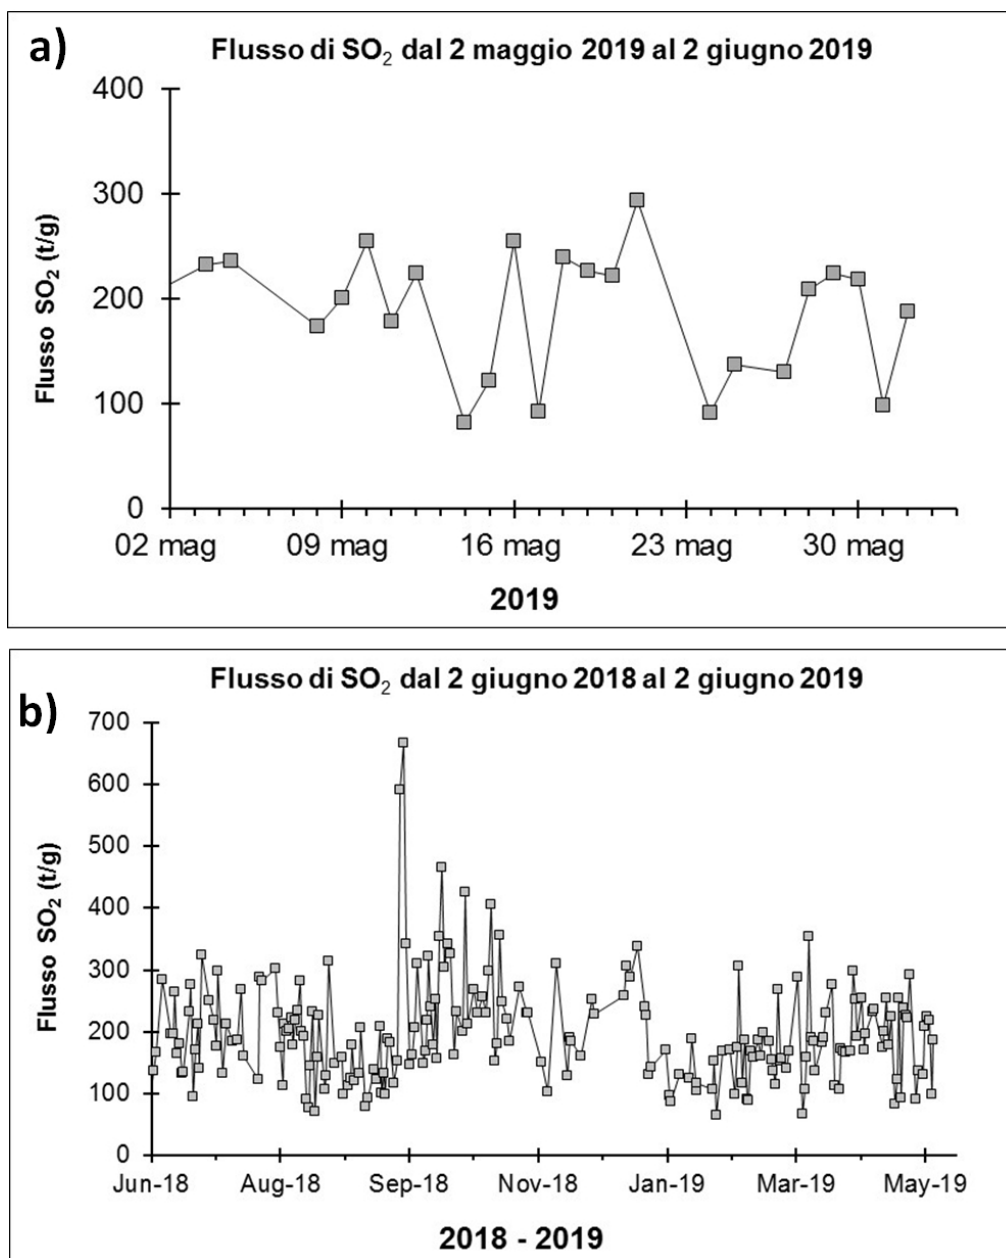 a)
Flusso di SO₂ dal 2 maggio 2019 al 2 giugno 2019
400
300
200
100
0
Flusso SO₂ (t/g)
02 mag 09 mag 16 mag 23 mag 30 mag
2019
b)
Flusso di SO₂ dal 2 giugno 2018 al 2 giugno 2019
700
600
500
400
300
200
100
0
Flusso SO₂ (t/g)
Jun-18 Aug-18 Sep-18 Nov-18 Jan-19 Mar-19 May-19
2018 - 2019